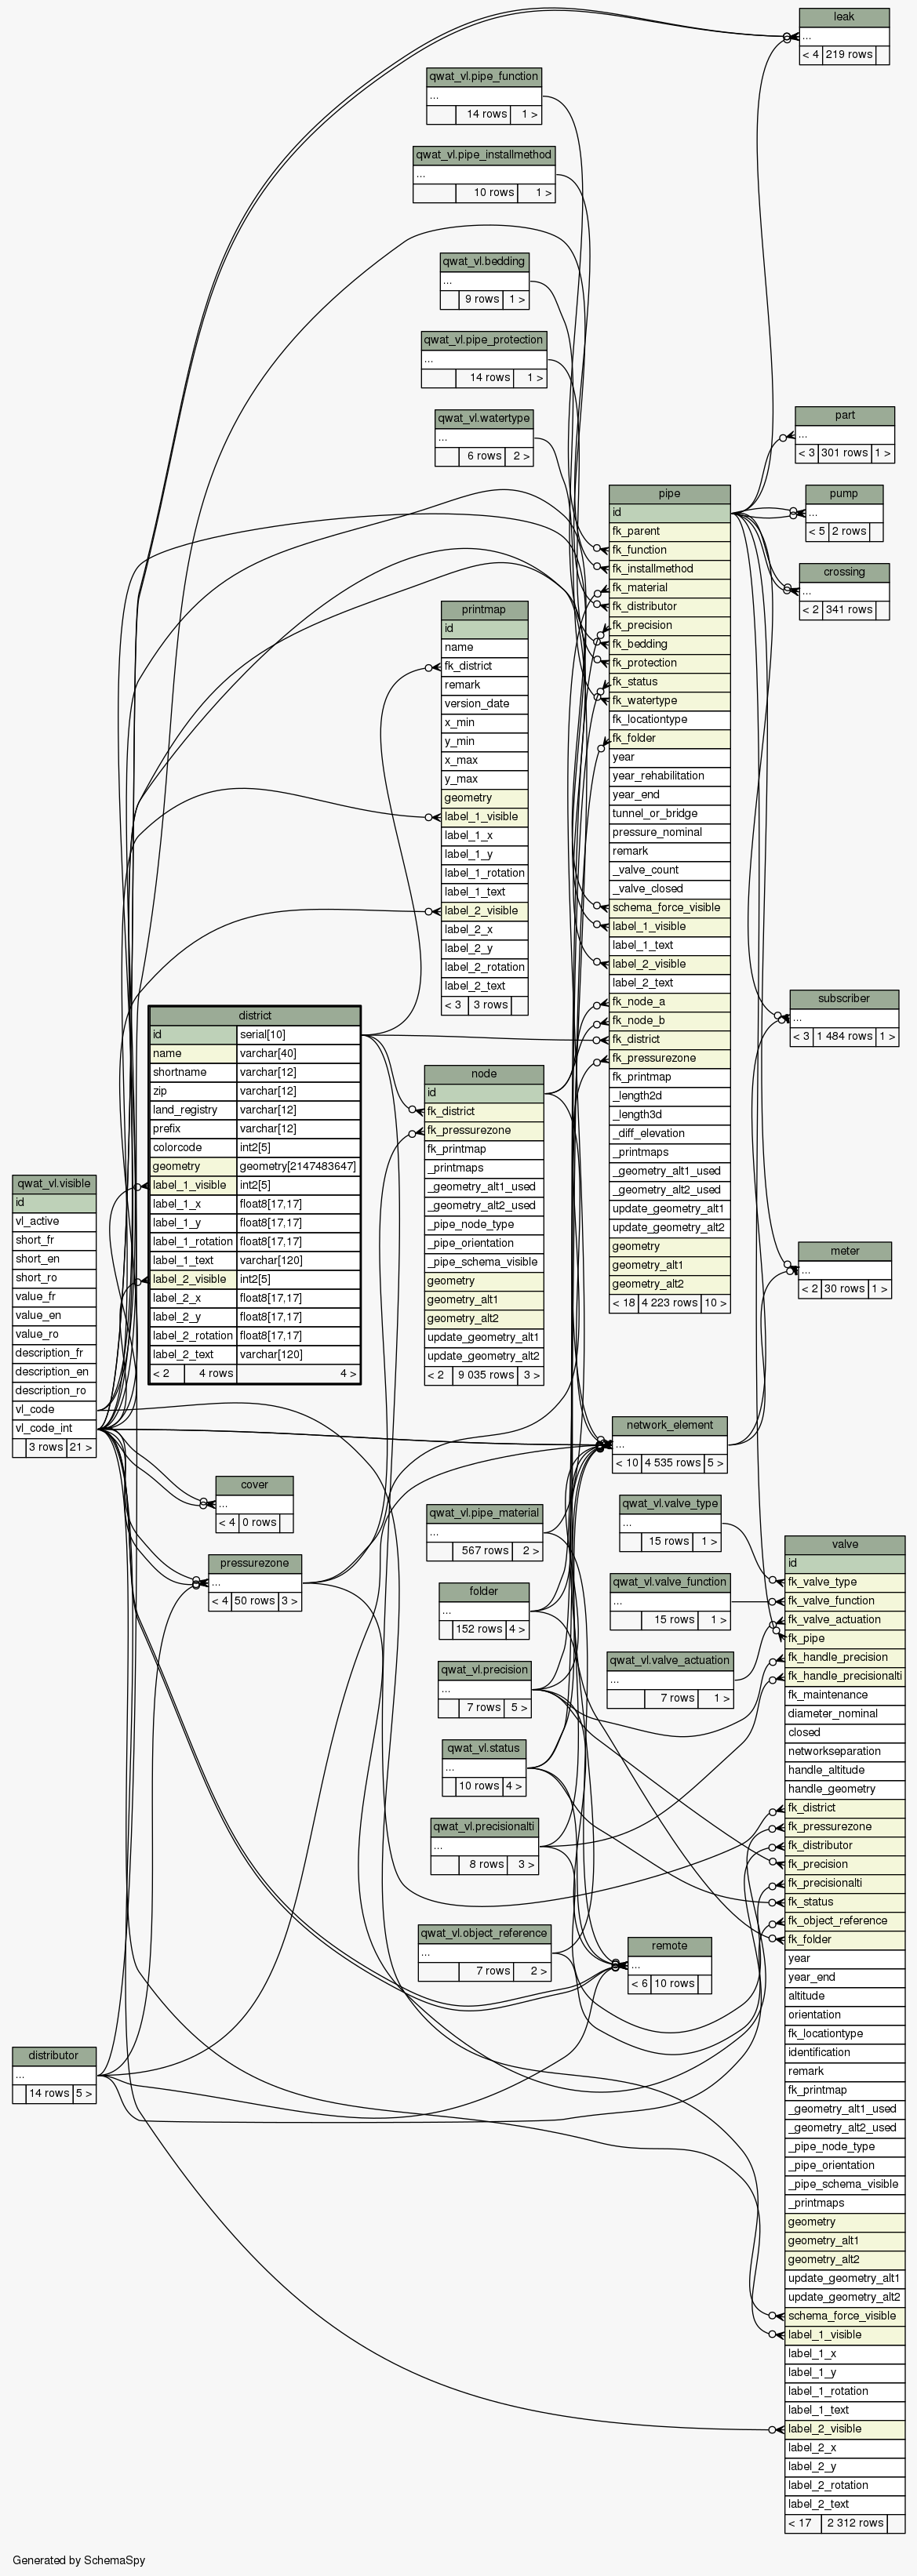 leak
...
< 4 219 rows
qwat_vl.pipe_function
...
14 rows 1 >
qwat_vl.pipe_installmethod
...
10 rows 1 >
qwat_vl.bedding
...
9 rows 1 >
qwat_vl.pipe_protection
...
14 rows 1 >
qwat_vl.watertype
...
6 rows 2 >
part
...
< 3 301 rows 1 >
pump
...
< 5 2 rows
crossing
...
< 2 341 rows
pipe
id
fk_parent
fk_function
fk_installmethod
fk_material
fk_distributor
fk_precision
fk_bedding
fk_protection
fk_status
fk_watertype
fk_locationtype
fk_folder
year
year_rehabilitation
year_end
tunnel_or_bridge
pressure_nominal
remark
_valve_count
_valve_closed
schema_force_visible
label_1_visible
label_1_text
label_2_visible
label_2_text
fk_node_a
fk_node_b
fk_district
fk_pressurezone
fk_printmap
_length2d
_length3d
_diff_elevation
_printmaps
_geometry_alt1_used
_geometry_alt2_used
update_geometry_alt1
update_geometry_alt2
geometry
geometry_alt1
geometry_alt2
< 18 4 223 rows 10 >
printmap
id
name
fk_district
remark
version_date
x_min
y_min
x_max
y_max
geometry
label_1_visible
label_1_x
label_1_y
label_1_rotation
label_1_text
label_2_visible
label_2_x
label_2_y
label_2_rotation
label_2_text
< 3 3 rows
subscriber
...
< 3 1 484 rows 1 >
district
id serial[10]
name varchar[40]
shortname varchar[12]
zip varchar[12]
land_registry varchar[12]
prefix varchar[12]
colorcode int2[5]
geometry geometry[2147483647]
label_1_visible int2[5]
label_1_x float8[17,17]
label_1_y float8[17,17]
label_1_rotation float8[17,17]
label_1_text varchar[120]
label_2_visible int2[5]
label_2_x float8[17,17]
label_2_y float8[17,17]
label_2_rotation float8[17,17]
label_2_text varchar[120]
< 2 4 rows 4 >
node
id
fk_district
fk_pressurezone
fk_printmap
_printmaps
_geometry_alt1_used
_geometry_alt2_used
_pipe_node_type
_pipe_orientation
_pipe_schema_visible
geometry
geometry_alt1
geometry_alt2
update_geometry_alt1
update_geometry_alt2
< 2 9 035 rows 3 >
qwat_vl.visible
id
vl_active
short_fr
short_en
short_ro
value_fr
value_en
value_ro
description_fr
description_en
description_ro
vl_code
vl_code_int
3 rows 21 >
meter
...
< 2 30 rows 1 >
network_element
...
< 10 4 535 rows 5 >
cover
...
< 4 0 rows
pressurezone
...
< 4 50 rows 3 >
qwat_vl.pipe_material
...
567 rows 2 >
folder
...
152 rows 4 >
qwat_vl.precision
...
7 rows 5 >
qwat_vl.status
...
10 rows 4 >
qwat_vl.precisionalti
...
8 rows 3 >
qwat_vl.object_reference
...
7 rows 2 >
qwat_vl.valve_type
...
15 rows 1 >
qwat_vl.valve_function
...
15 rows 1 >
qwat_vl.valve_actuation
...
7 rows 1 >
remote
...
< 6 10 rows
distributor
...
14 rows 5 >
valve
id
fk_valve_type
fk_valve_function
fk_valve_actuation
fk_pipe
fk_handle_precision
fk_handle_precisionalti
fk_maintenance
diameter_nominal
closed
networkseparation
handle_altitude
handle_geometry
fk_district
fk_pressurezone
fk_distributor
fk_precision
fk_precisionalti
fk_status
fk_object_reference
fk_folder
year
year_end
altitude
orientation
fk_locationtype
identification
remark
fk_printmap
_geometry_alt1_used
_geometry_alt2_used
_pipe_node_type
_pipe_orientation
_pipe_schema_visible
_printmaps
geometry
geometry_alt1
geometry_alt2
update_geometry_alt1
update_geometry_alt2
schema_force_visible
label_1_visible
label_1_x
label_1_y
label_1_rotation
label_1_text
label_2_visible
label_2_x
label_2_y
label_2_rotation
label_2_text
< 17 2 312 rows
Generated by SchemaSpy